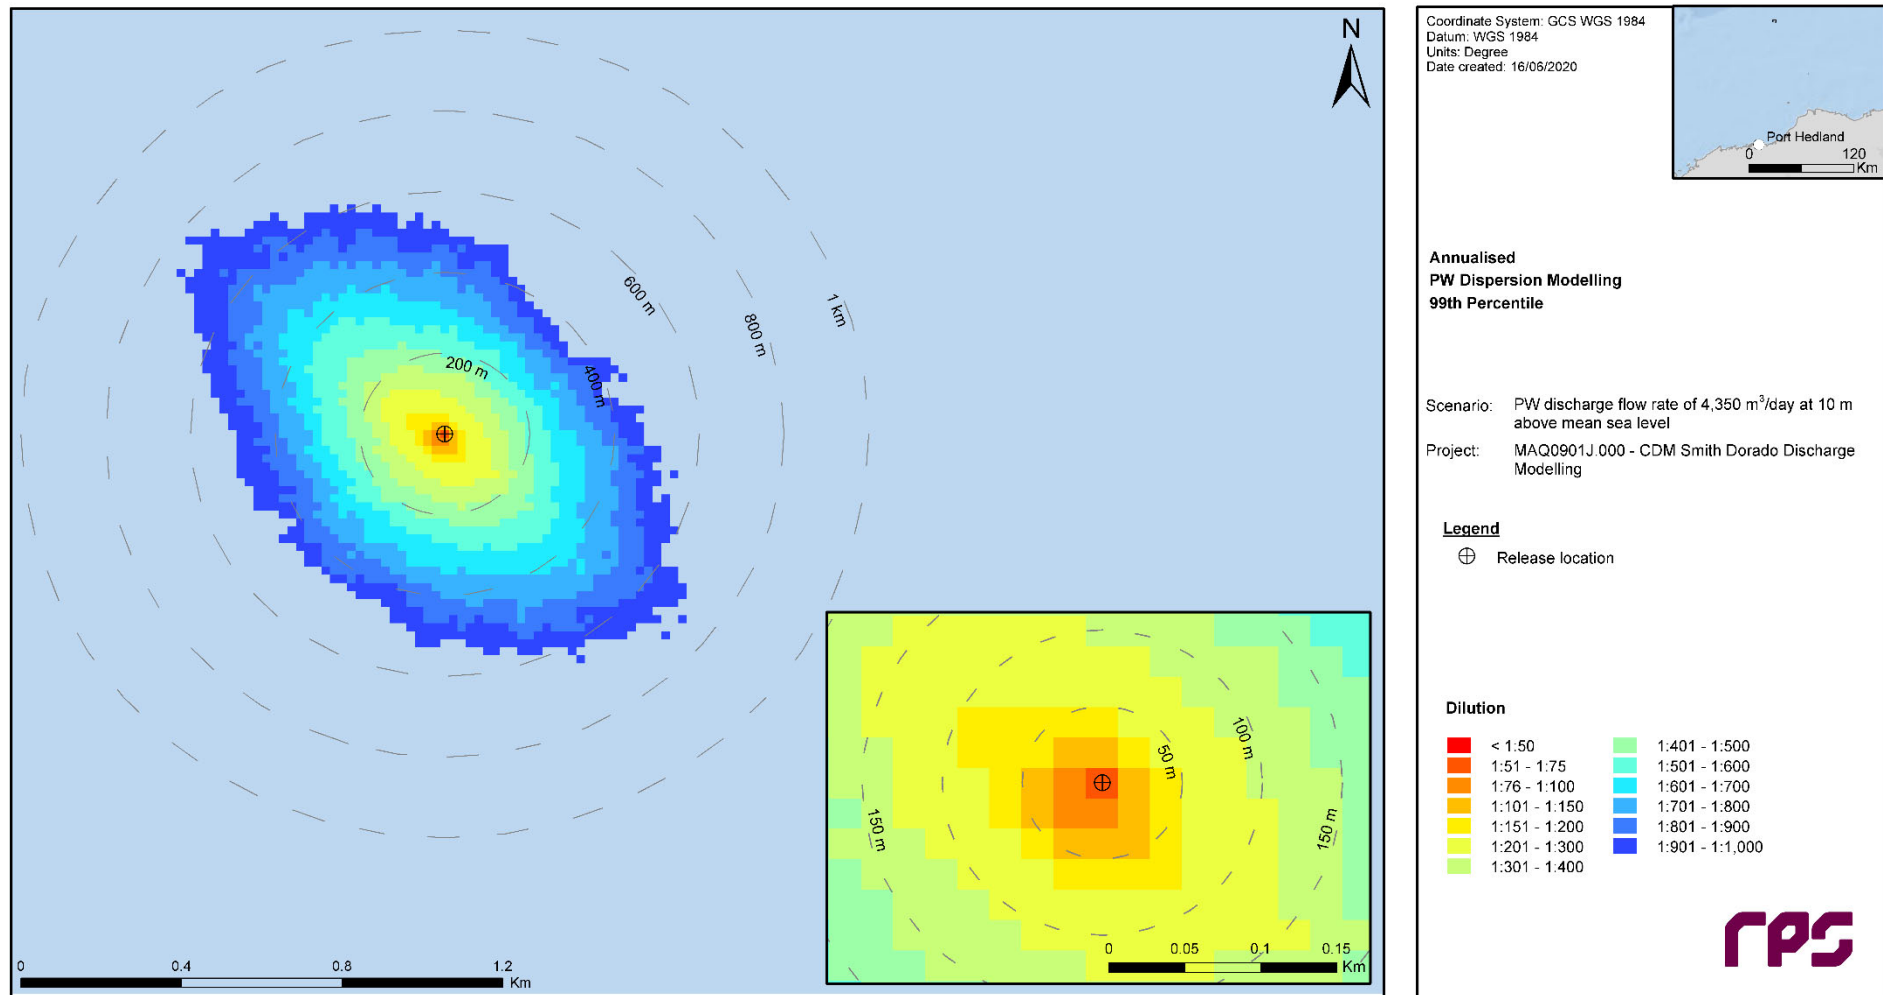 N
1 km
800 m
600 m
400 m
200 m
0 0.4 0.8 1.2
Km
50 m
100 m
150 m
150 m
0 0.05 0.1 0.15
Km
Coordinate System: GCS WGS 1984
Datum: WGS 1984
Units: Degree
Date created: 16/06/2020
Port Hedland
0 120
Km
Annualised
PW Dispersion Modelling
99th Percentile
Scenario: PW discharge flow rate of 4,350 m³/day at 10 m
above mean sea level
Project: MAQ0901J.000 - CDM Smith Dorado Discharge
Modelling
Legend
Release location
Dilution
< 1:50
1:51 - 1:75
1:76 - 1:100
1:101 - 1:150
1:151 - 1:200
1:201 - 1:300
1:301 - 1:400
1:401 - 1:500
1:501 - 1:600
1:601 - 1:700
1:701 - 1:800
1:801 - 1:900
1:901 - 1:1,000
rps